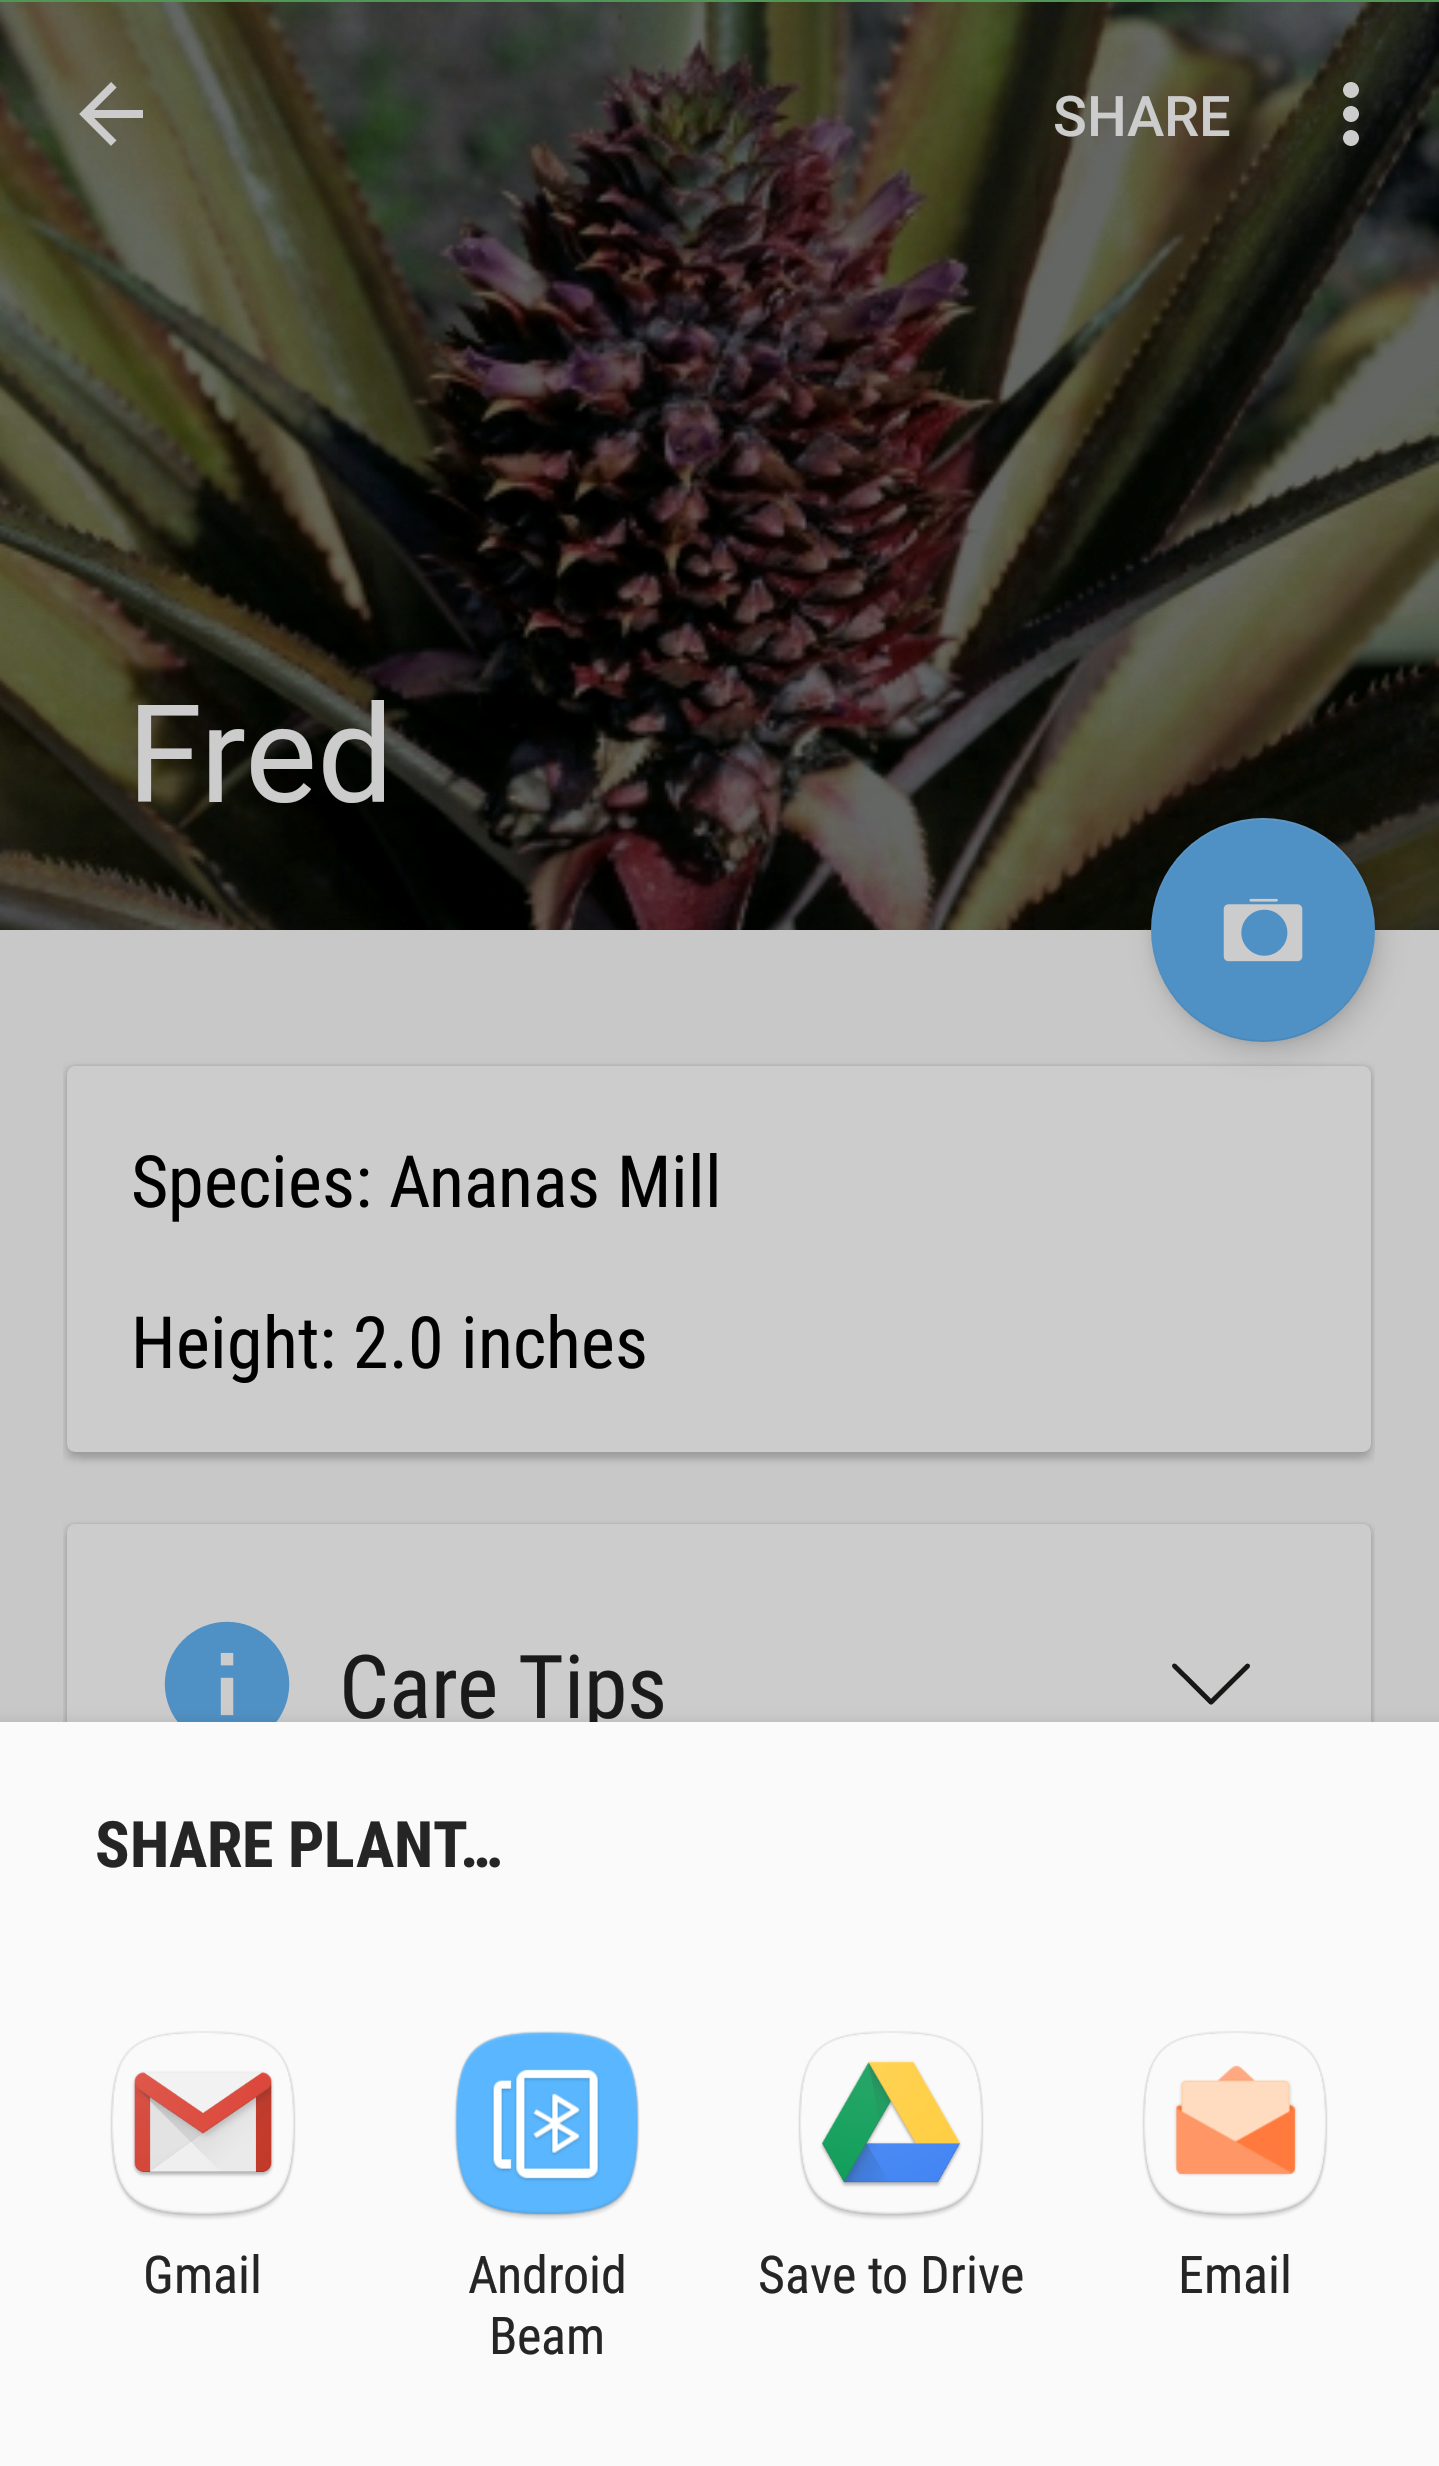 SHARE
Fred
Species: Ananas Mill
Height: 2.0 inches
Care Tips
SHARE PLANT...
Gmail
Android
Beam
Save to Drive
Email